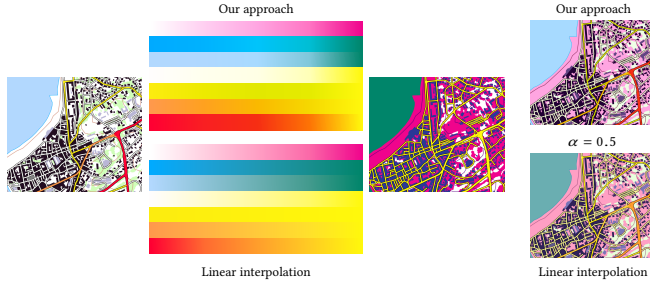 Our approach
Linear interpolation
Our approach
α = 0.5
Linear interpolation